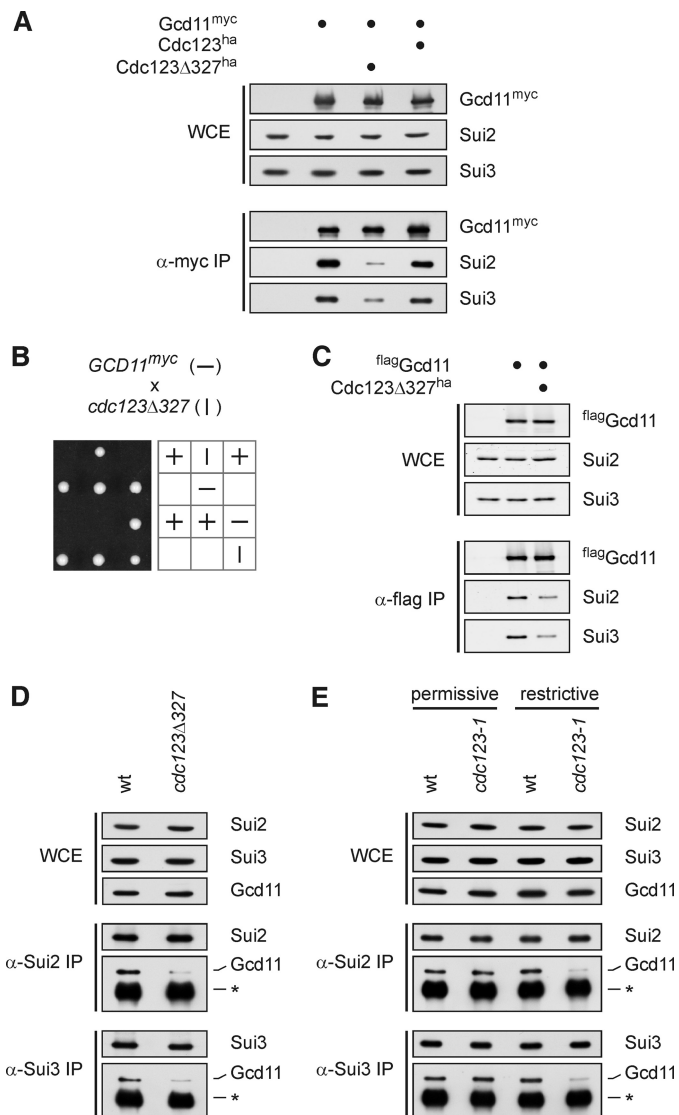 A
Gcd11myc
Cdc123ha
Cdc123Δ327ha
WCE
Gcd11myc
Sui2
Sui3
α-myc IP
Gcd11myc
Sui2
Sui3
B
GCD11myc (—)
x
cdc123Δ327 (|)
+ | +
—
+ + —
|
C
flagGcd11
Cdc123Δ327ha
WCE
flagGcd11
Sui2
Sui3
α-flag IP
flagGcd11
Sui2
Sui3
D
wt
cdc123Δ327
WCE
Sui2
Sui3
Gcd11
α-Sui2 IP
Sui2
Gcd11
*
α-Sui3 IP
Sui3
Gcd11
*
E
permissive restrictive
wt
cdc123-1
wt
cdc123-1
WCE
Sui2
Sui3
Gcd11
α-Sui2 IP
Sui2
Gcd11
*
α-Sui3 IP
Sui3
Gcd11
*